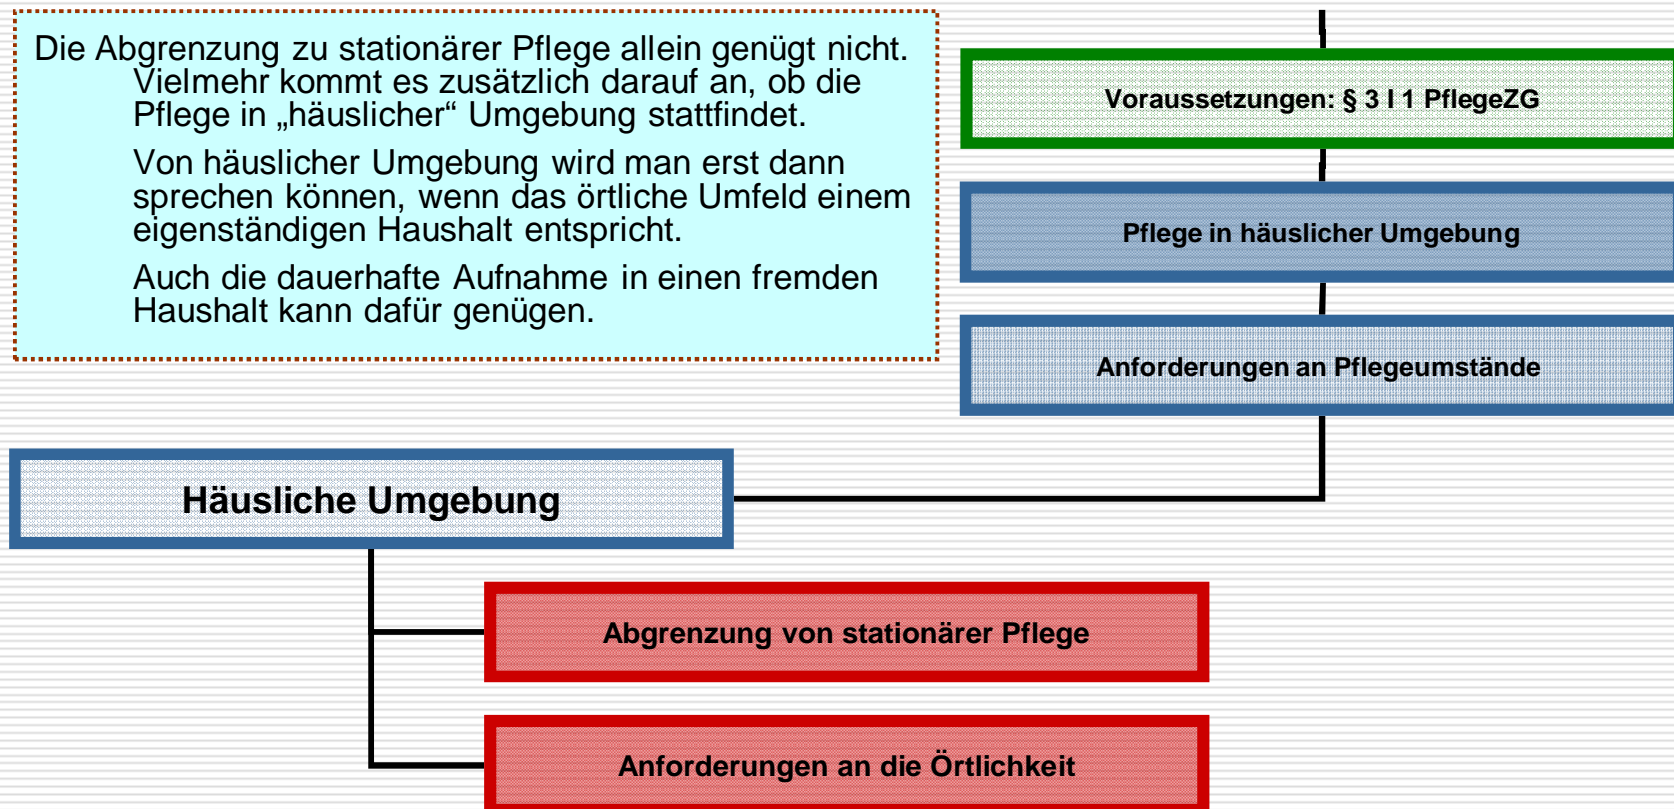 Die Abgrenzung zu stationärer Pflege allein genügt nicht.
Vielmehr kommt es zusätzlich darauf an, ob die
Pflege in „häuslicher“ Umgebung stattfindet.
Von häuslicher Umgebung wird man erst dann
sprechen können, wenn das örtliche Umfeld einem
eigenständigen Haushalt entspricht.
Auch die dauerhafte Aufnahme in einen fremden
Haushalt kann dafür genügen.
Voraussetzungen: § 3 I 1 PflegeZG
Pflege in häuslicher Umgebung
Anforderungen an Pflegeumstände
Häusliche Umgebung
Abgrenzung von stationärer Pflege
Anforderungen an die Örtlichkeit